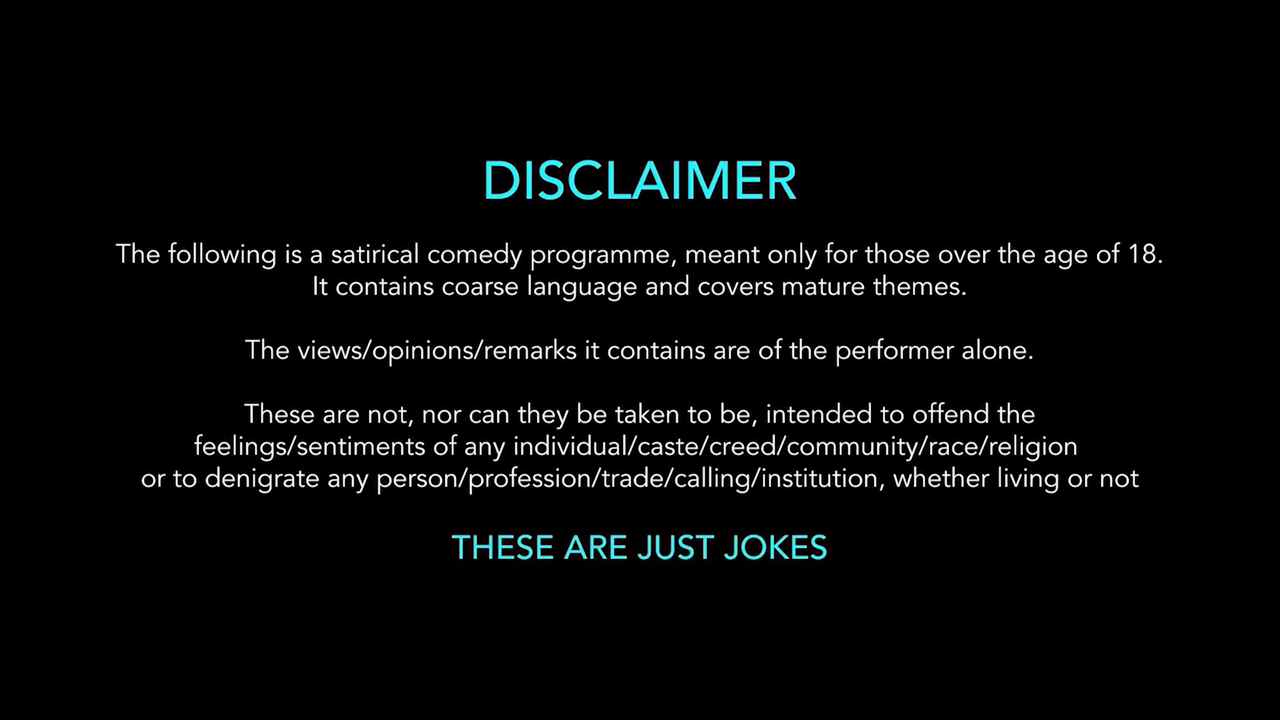 DISCLAIMER
The following is a satirical comedy programme, meant only for those over the age of 18.
It contains coarse language and covers mature themes.
The views/opinions/remarks it contains are of the performer alone.
These are not, nor can they be taken to be, intended to offend the
feelings/sentiments of any individual/caste/creed/community/race/religion
or to denigrate any person/profession/trade/calling/institution, whether living or not
THESE ARE JUST JOKES